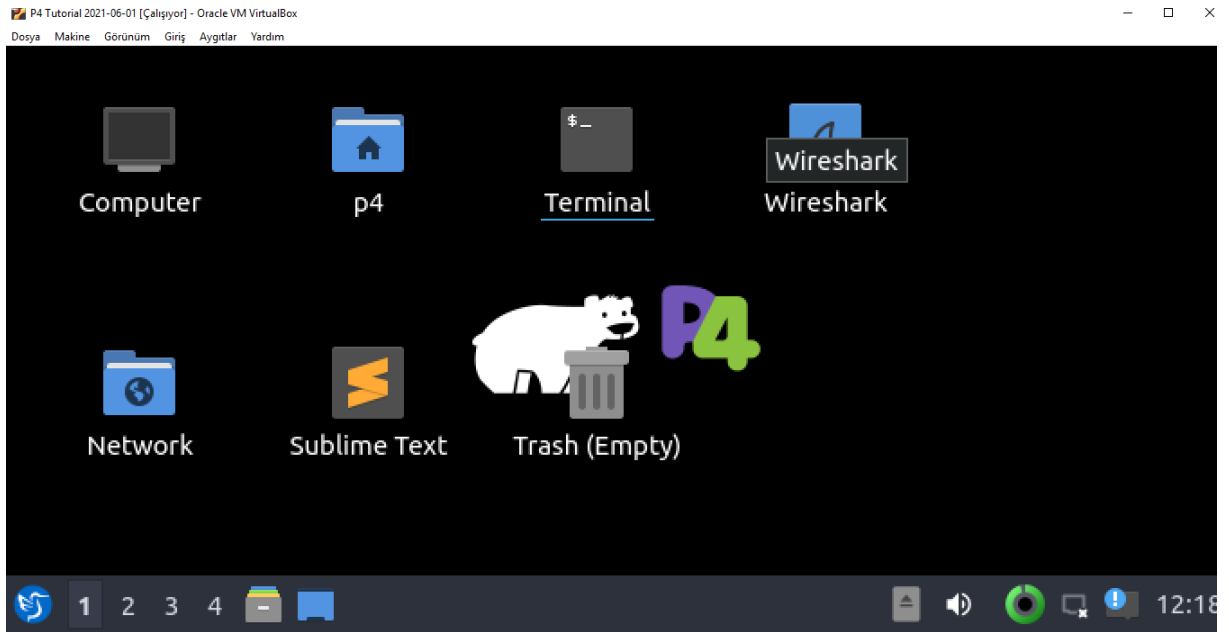 P4 Tutorial 2021-06-01 [Çalışıyor] - Oracle VM VirtualBox
Dosya Makine Görünüm Giriş Aygıtlar Yardım
$_
Wireshark
Computer p4 Terminal Wireshark
P4
Network Sublime Text Trash (Empty)
1 2 3 4 12:18